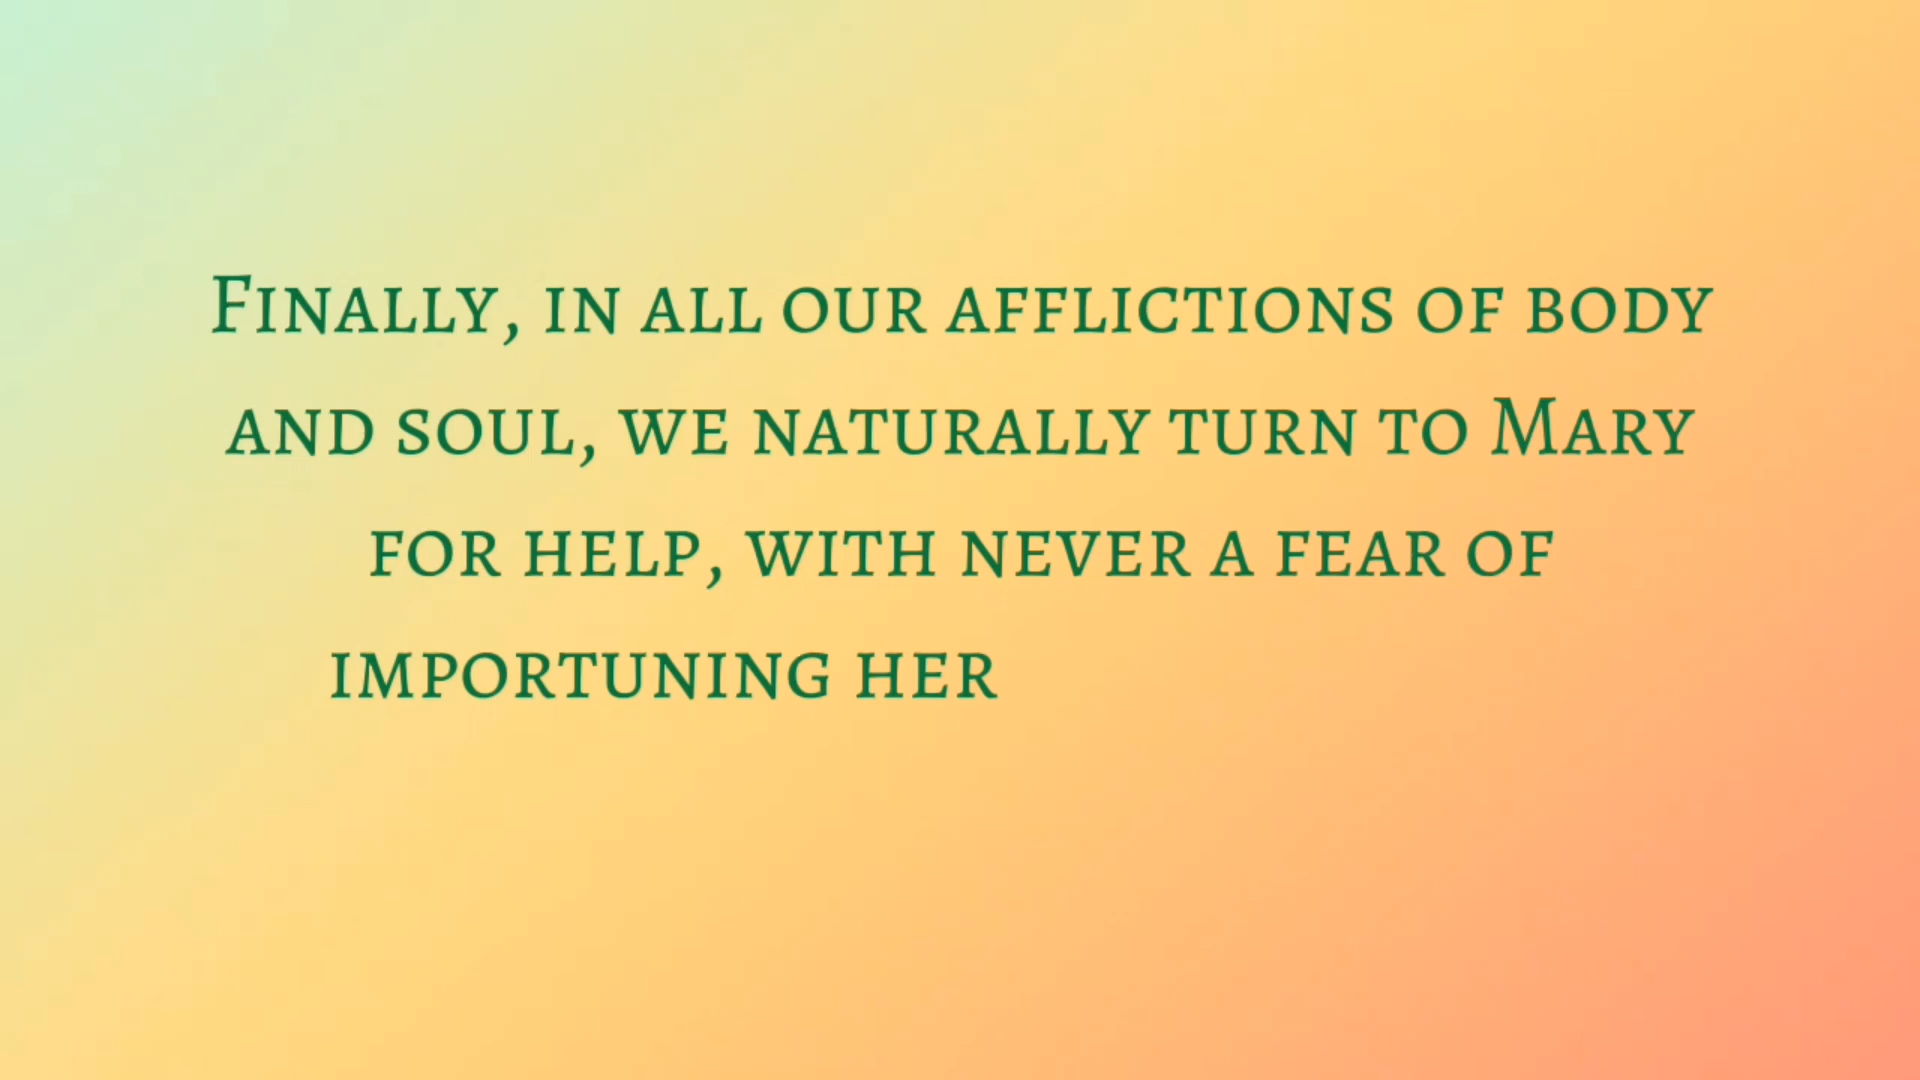 Finally, in all our afflictions of body
and soul, we naturally turn to Mary
for help, with never a fear of
importuning her